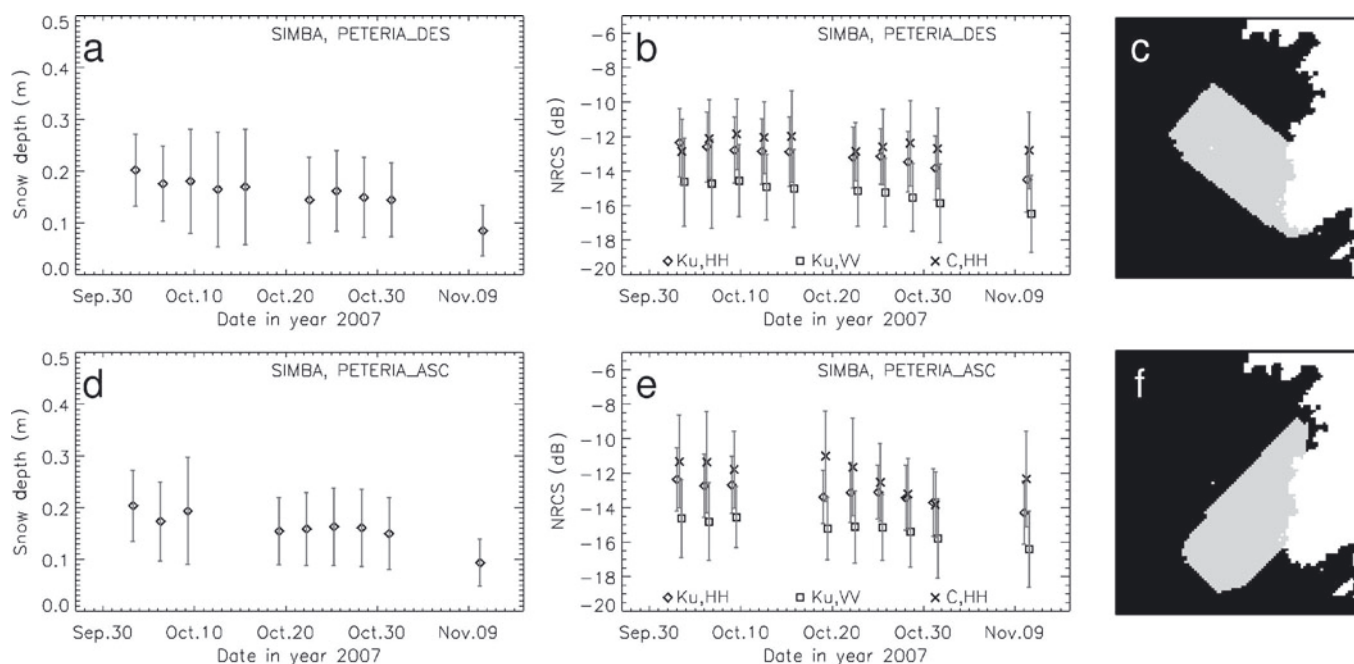 a
SIMBA, PETERIA_DES
Snow depth (m)
0.5
0.4
0.3
0.2
0.1
0.0
Sep.30 Oct.10 Oct.20 Oct.30 Nov.09
Date in year 2007
b
SIMBA, PETERIA_DES
NRCS (dB)
-6
-8
-10
-12
-14
-16
-18
-20
Ku,HH Ku,VV C,HH
Sep.30 Oct.10 Oct.20 Oct.30 Nov.09
Date in year 2007
c
d
SIMBA, PETERIA_ASC
Snow depth (m)
0.5
0.4
0.3
0.2
0.1
0.0
Sep.30 Oct.10 Oct.20 Oct.30 Nov.09
Date in year 2007
e
SIMBA, PETERIA_ASC
NRCS (dB)
-6
-8
-10
-12
-14
-16
-18
-20
Ku,HH Ku,VV C,HH
Sep.30 Oct.10 Oct.20 Oct.30 Nov.09
Date in year 2007
f